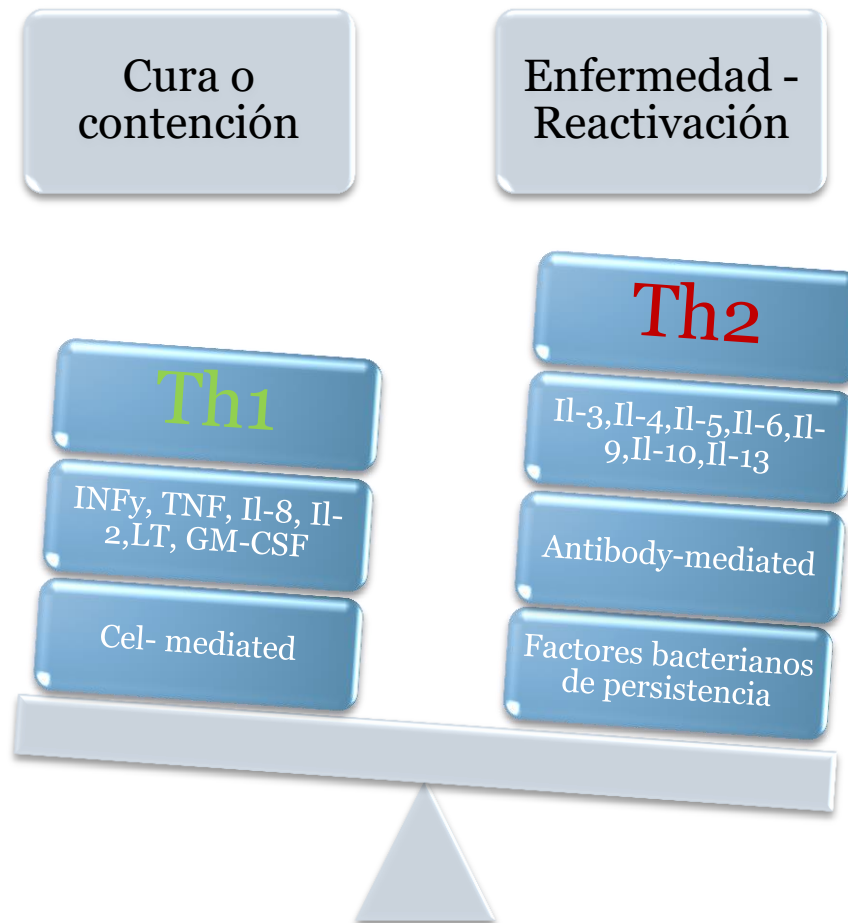 Cura o
contención
Enfermedad -
Reactivación
Th1
INFy, TNF, Il-8, Il-
2,LT, GM-CSF
Cel- mediated
Th2
Il-3,Il-4,Il-5,Il-6,Il-
9,Il-10,Il-13
Antibody-mediated
Factores bacterianos
de persistencia